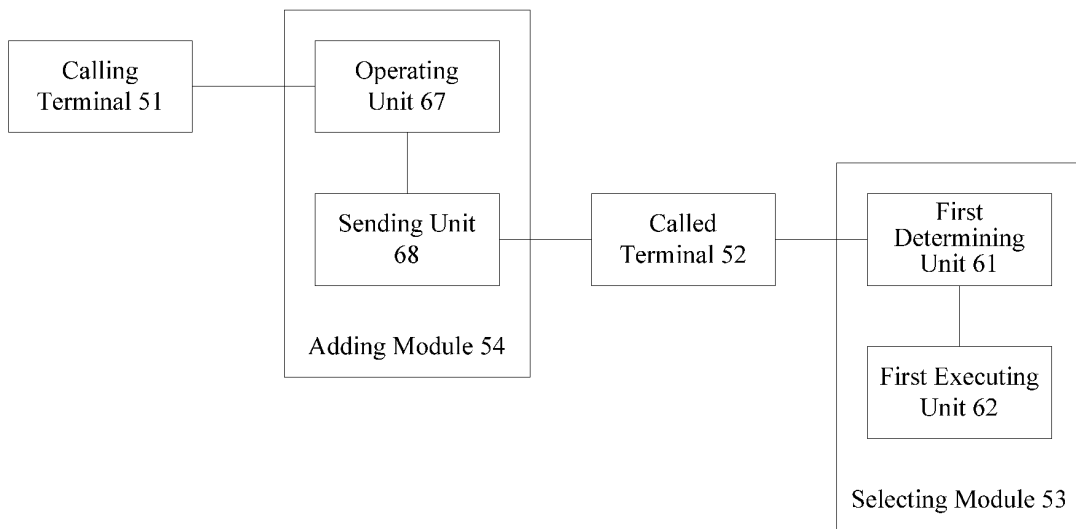 Calling
Terminal 51
Operating
Unit 67
Sending Unit
68
Adding Module 54
Called
Terminal 52
First
Determining
Unit 61
First Executing
Unit 62
Selecting Module 53